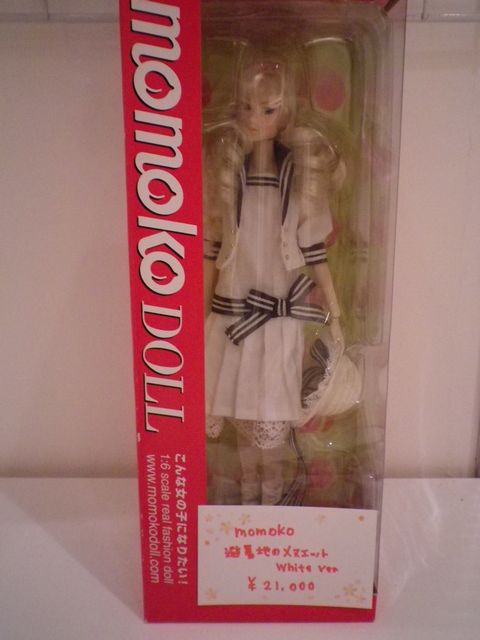 momoko DOLL
こんな女の子になりたい!
1:6 scale real fashion doll
www.momokodoll.com
momoko
避暑地のメヌエット
White ver.
¥21,000